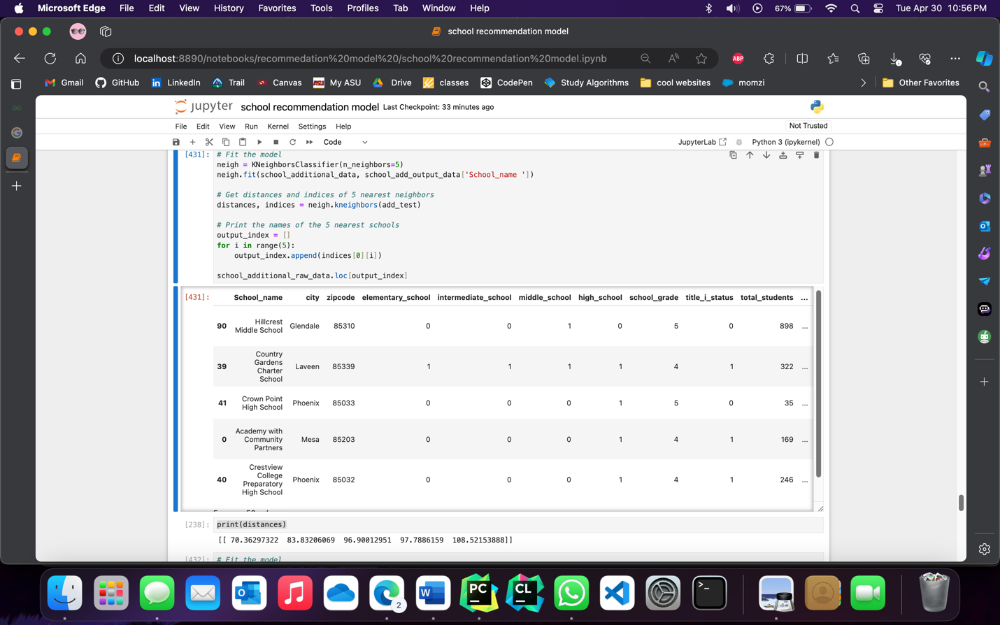 Microsoft Edge File Edit View History Favorites Tools Profiles Tab Window Help 67% Tue Apr 30 10:56 PM
school recommendation model
localhost:8890/notebooks/recommedation%20model%20/school%20recommendation%20model.ipynb ABP
Gmail GitHub LinkedIn Trail Canvas My ASU Drive classes CodePen Study Algorithms cool websites momzi Other Favorites
jupyter school recommendation model Last Checkpoint: 33 minutes ago
File Edit View Run Kernel Settings Help Not Trusted
Code JupyterLab Python 3 (ipykernel)
[431]: # Fit the model
neigh = KNeighborsClassifier(n_neighbors=5)
neigh.fit(school_additional_data, school_add_output_data['School_name '])
# Get distances and indices of 5 nearest neighbors
distances, indices = neigh.kneighbors(add_test)
# Print the names of the 5 nearest schools
output_index = []
for i in range(5):
output_index.append(indices[0][i])
school_additional_raw_data.loc[output_index]
[431]: School_name city zipcode elementary_school intermediate_school middle_school high_school school_grade title_i_status total_students ...
90 Hillcrest Middle School Glendale 85310 0 0 1 0 5 0 898 ...
39 Country Gardens Charter School Laveen 85339 1 1 1 1 4 1 322 ...
41 Crown Point High School Phoenix 85033 0 0 0 1 5 0 35 ...
0 Academy with Community Partners Mesa 85203 0 0 0 1 4 1 169 ...
40 Crestview College Preparatory High School Phoenix 85032 0 0 0 1 4 1 246 ...
[238]: print(distances)
[[ 70.36297322 83.83206069 96.90012951 97.7886159 108.52153888]]
[432]: # Fit the model
PC CL 2